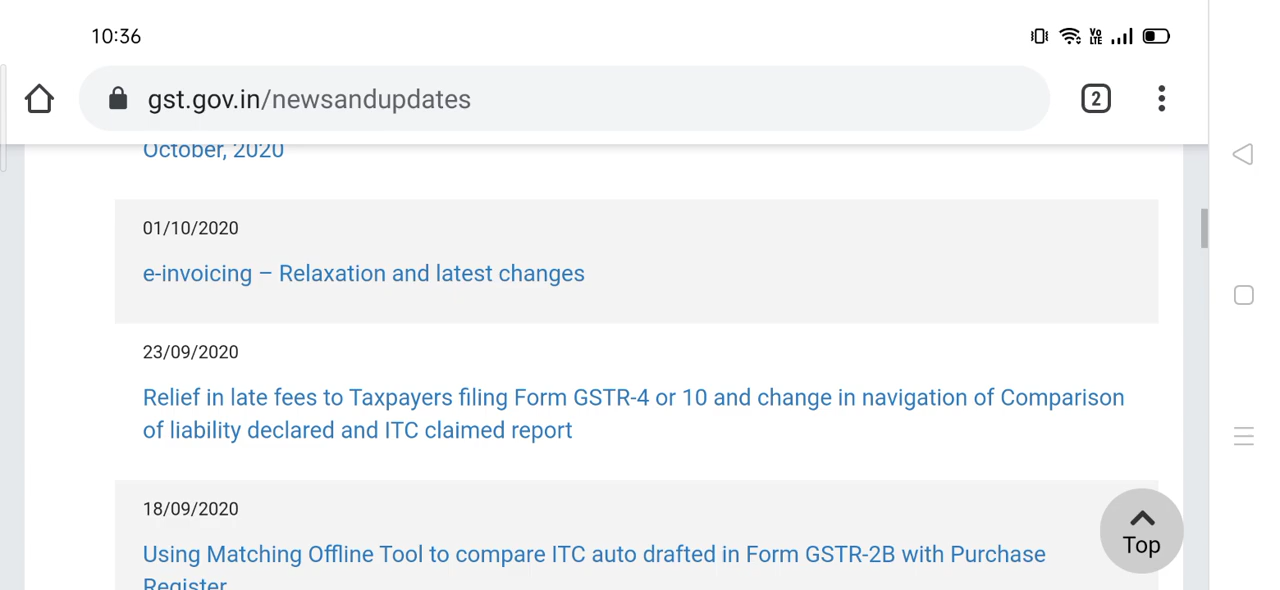 10:36
Vo
LTE
gst.gov.in/newsandupdates
2
October, 2020
01/10/2020
e-invoicing – Relaxation and latest changes
23/09/2020
Relief in late fees to Taxpayers filing Form GSTR-4 or 10 and change in navigation of Comparison
of liability declared and ITC claimed report
18/09/2020
Using Matching Offline Tool to compare ITC auto drafted in Form GSTR-2B with Purchase
Register
Top